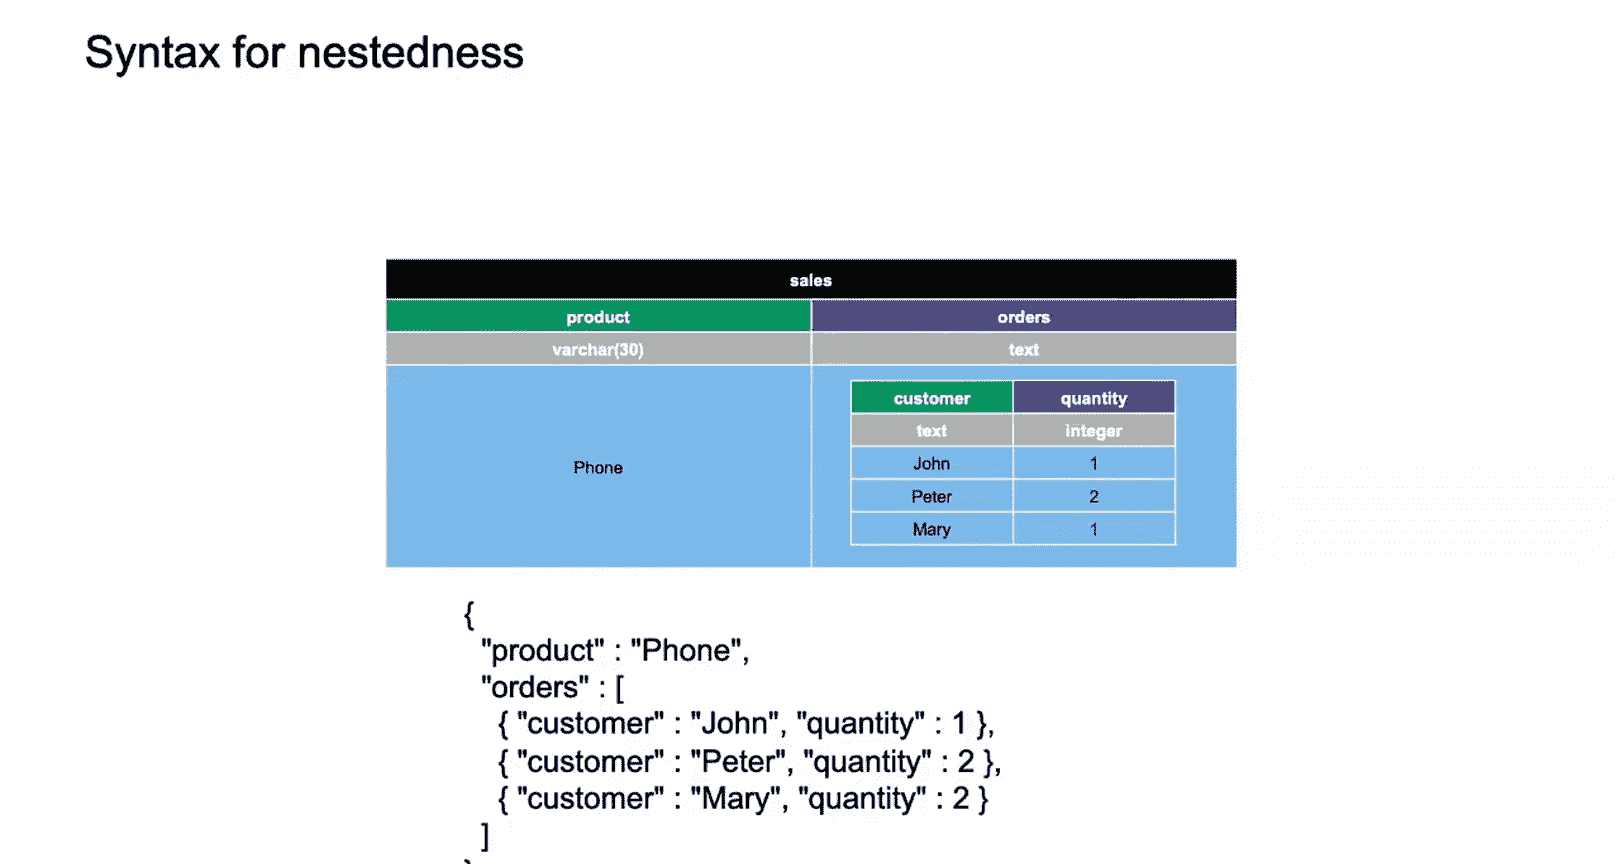 Syntax for nestedness
sales
product orders
varchar(30) text
customer quantity
text integer
John 1
Phone
Peter 2
Mary 1
{
"product" : "Phone",
"orders" : [
{ "customer" : "John", "quantity" : 1 },
{ "customer" : "Peter", "quantity" : 2 },
{ "customer" : "Mary", "quantity" : 2 }
]